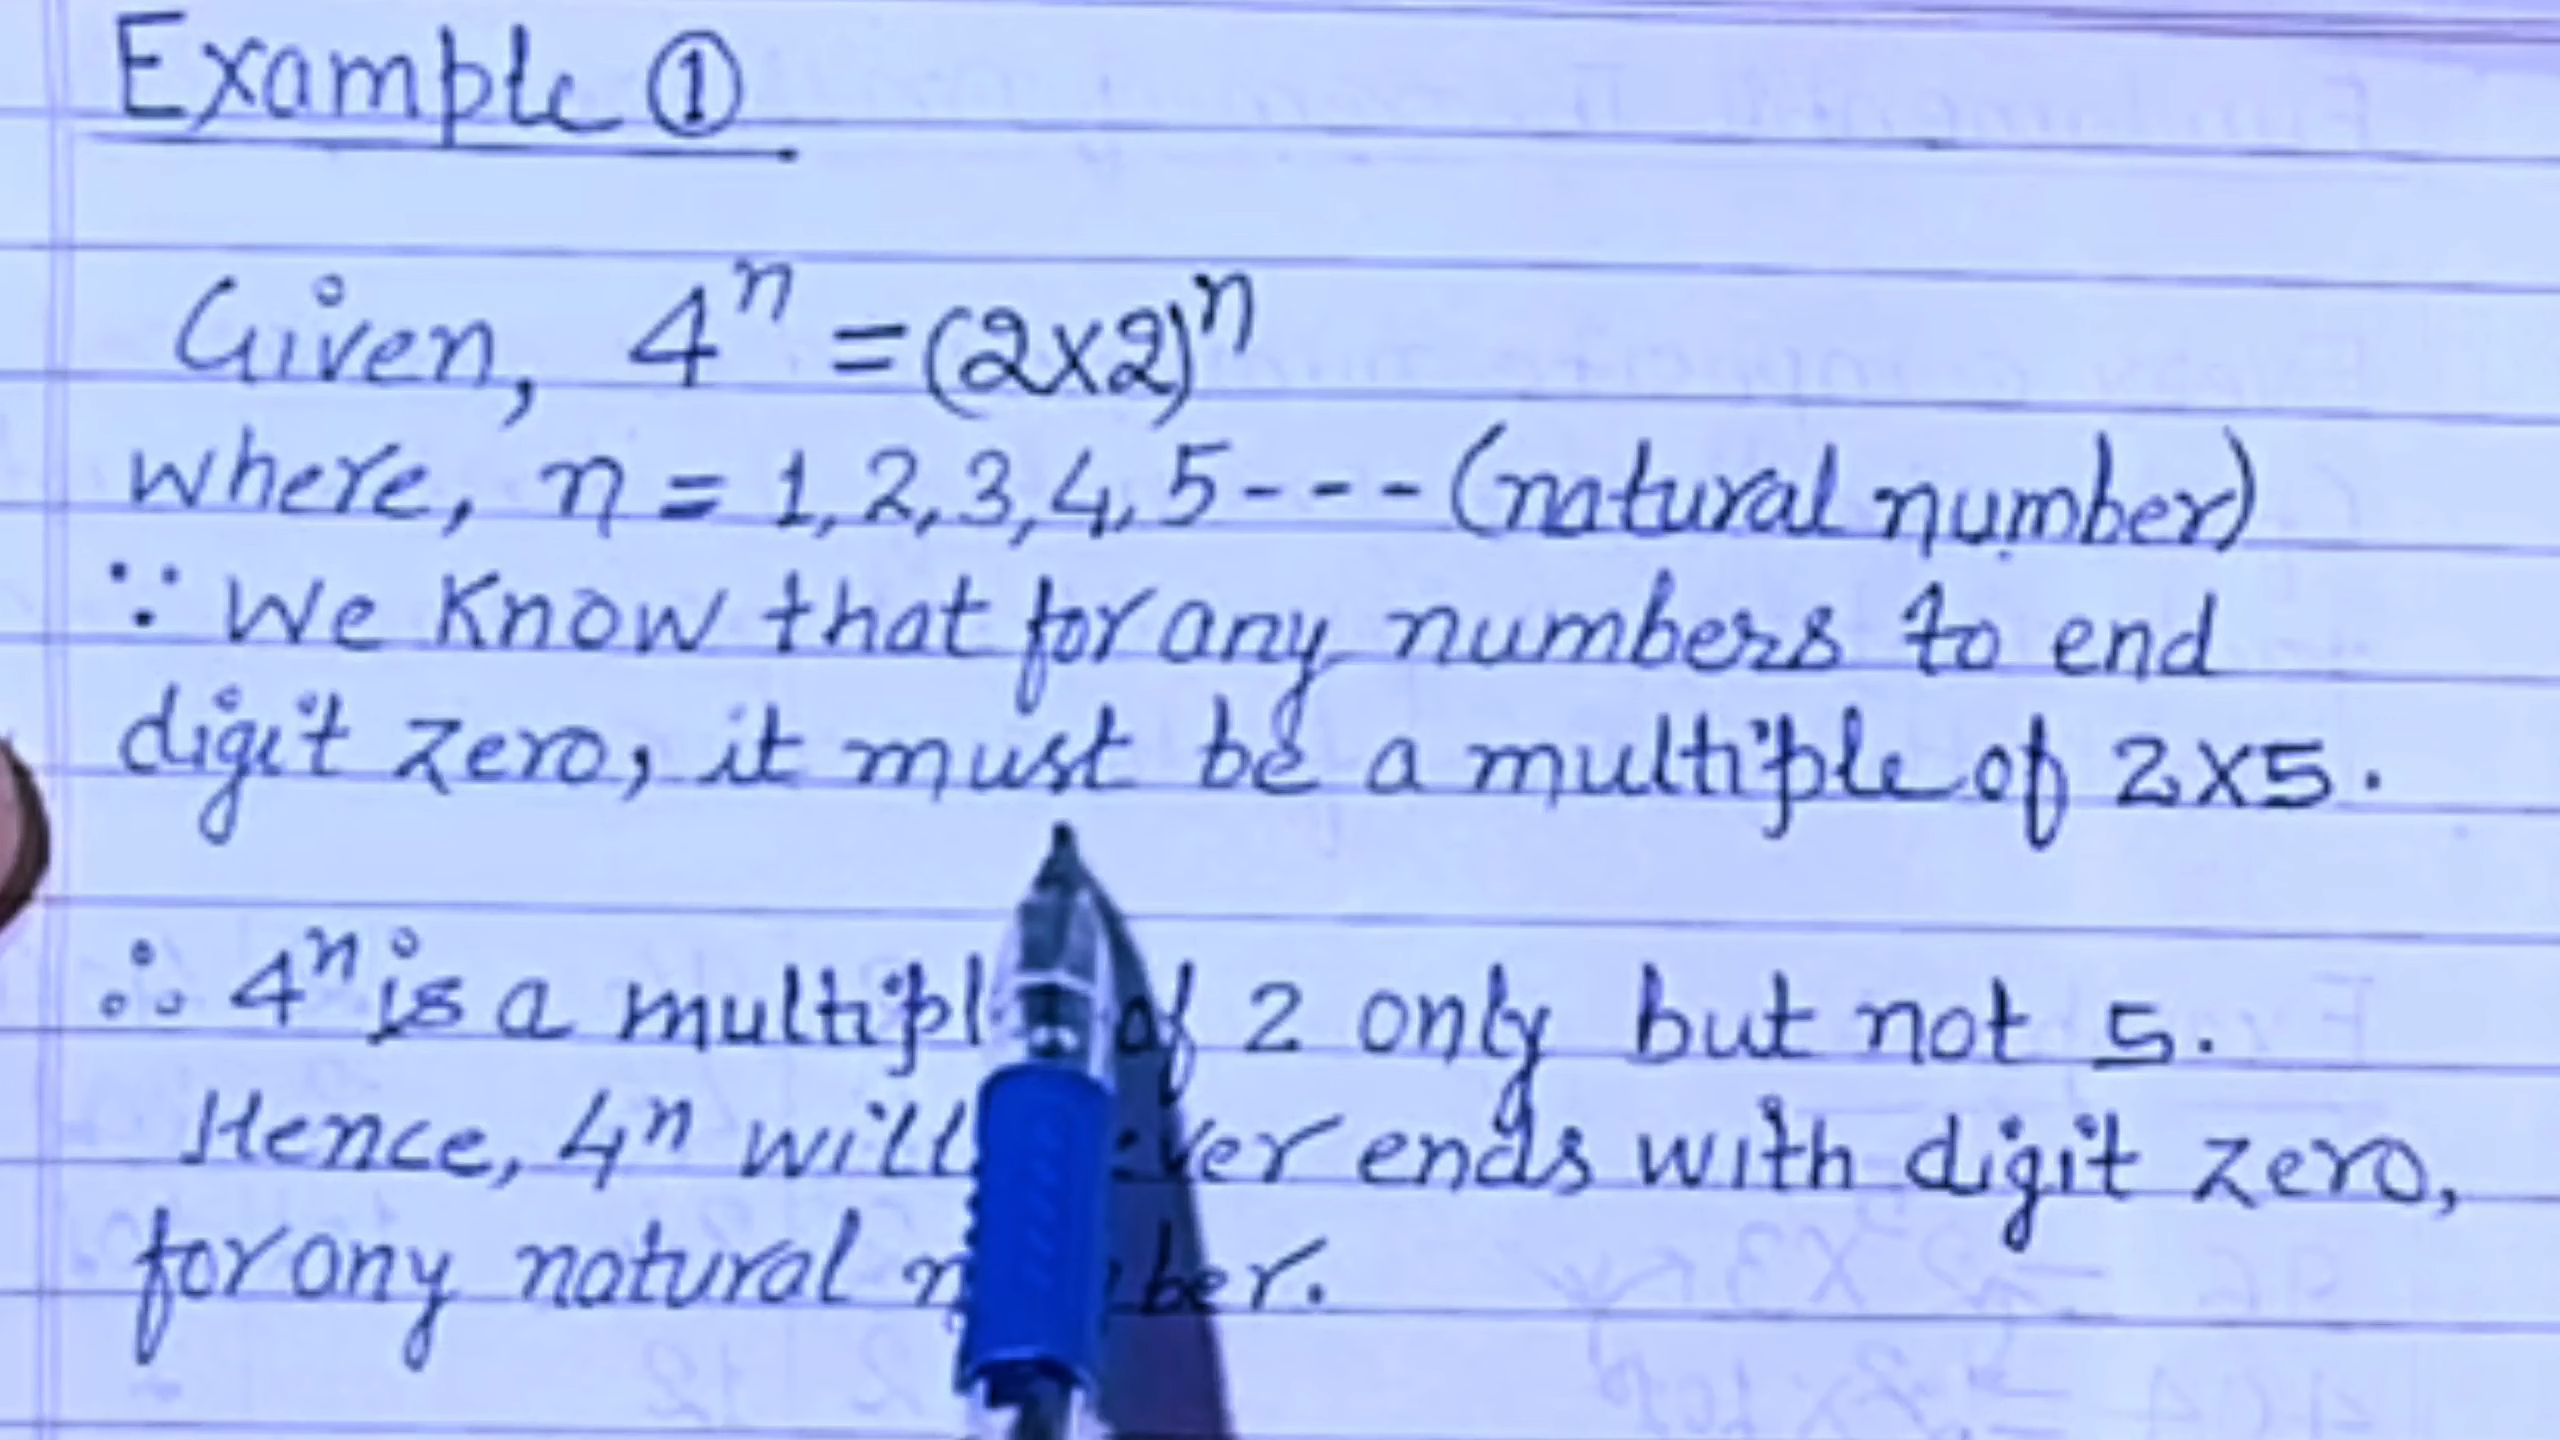 Example ①
Given, 4ⁿ = (2×2)ⁿ
where, n = 1, 2, 3, 4, 5 - - - (natural number)
∵ We Know that for any numbers to end
digit zero, it must be a multiple of 2×5.
∴ 4ⁿ is a of 2 only but not 5.
Hence, 4ⁿ will ends with digit zero,
for any natural